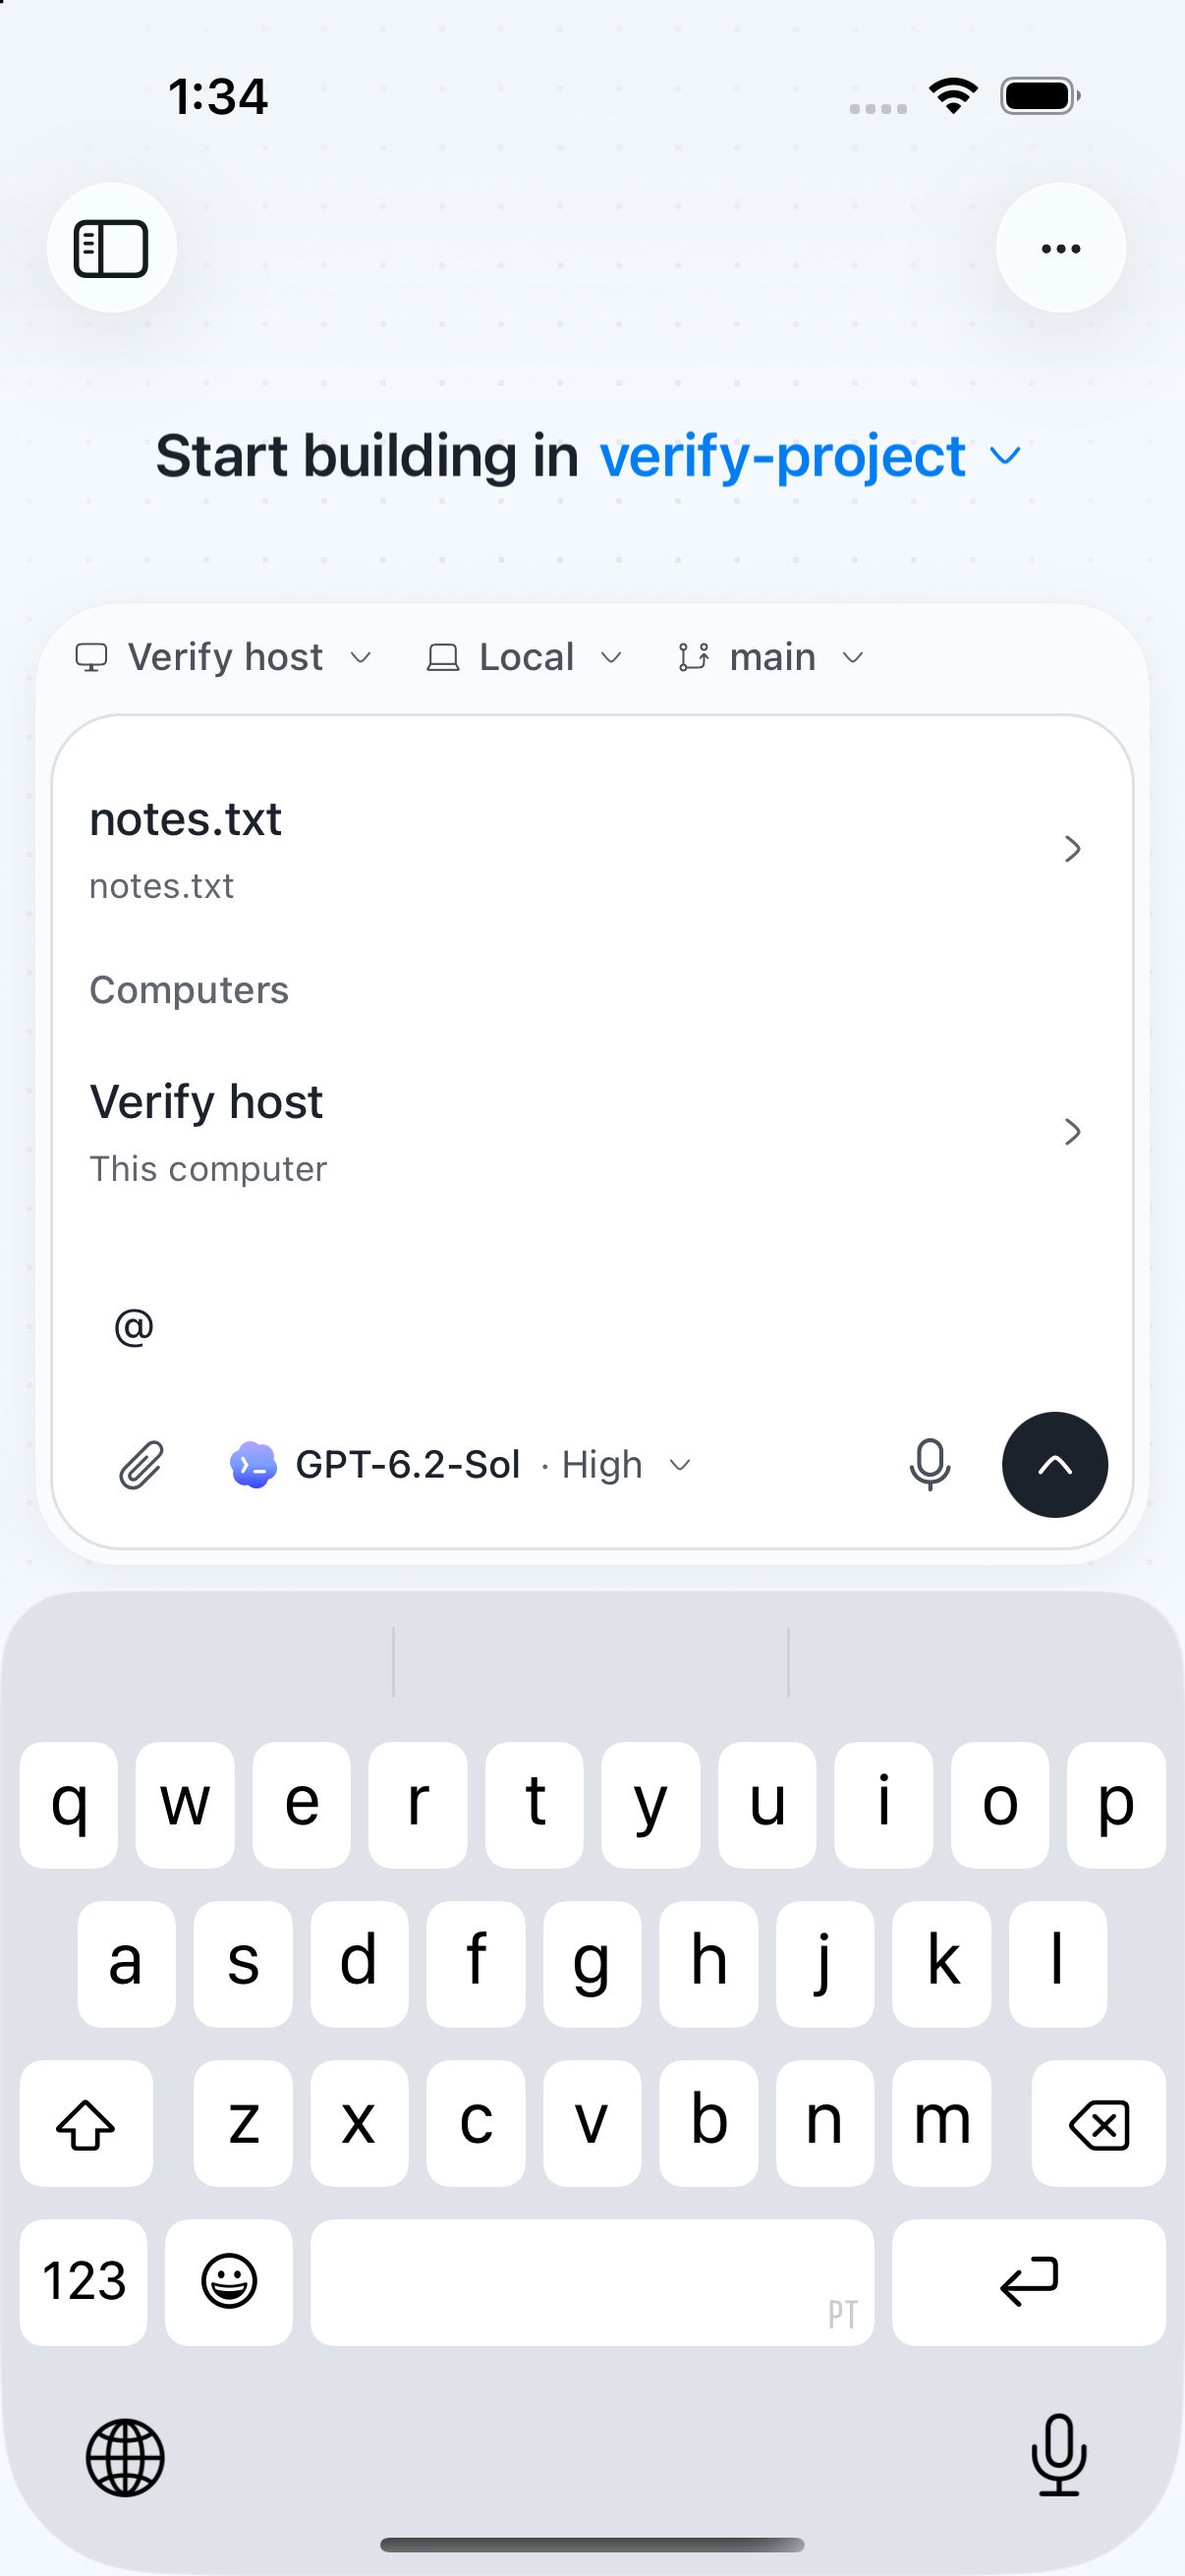 1:34
Start building in verify-project
Verify host Local main
notes.txt
notes.txt
Computers
Verify host
This computer
@
GPT-6.2-Sol · High
q w e r t y u i o p
a s d f g h j k l
z x c v b n m
123
PT